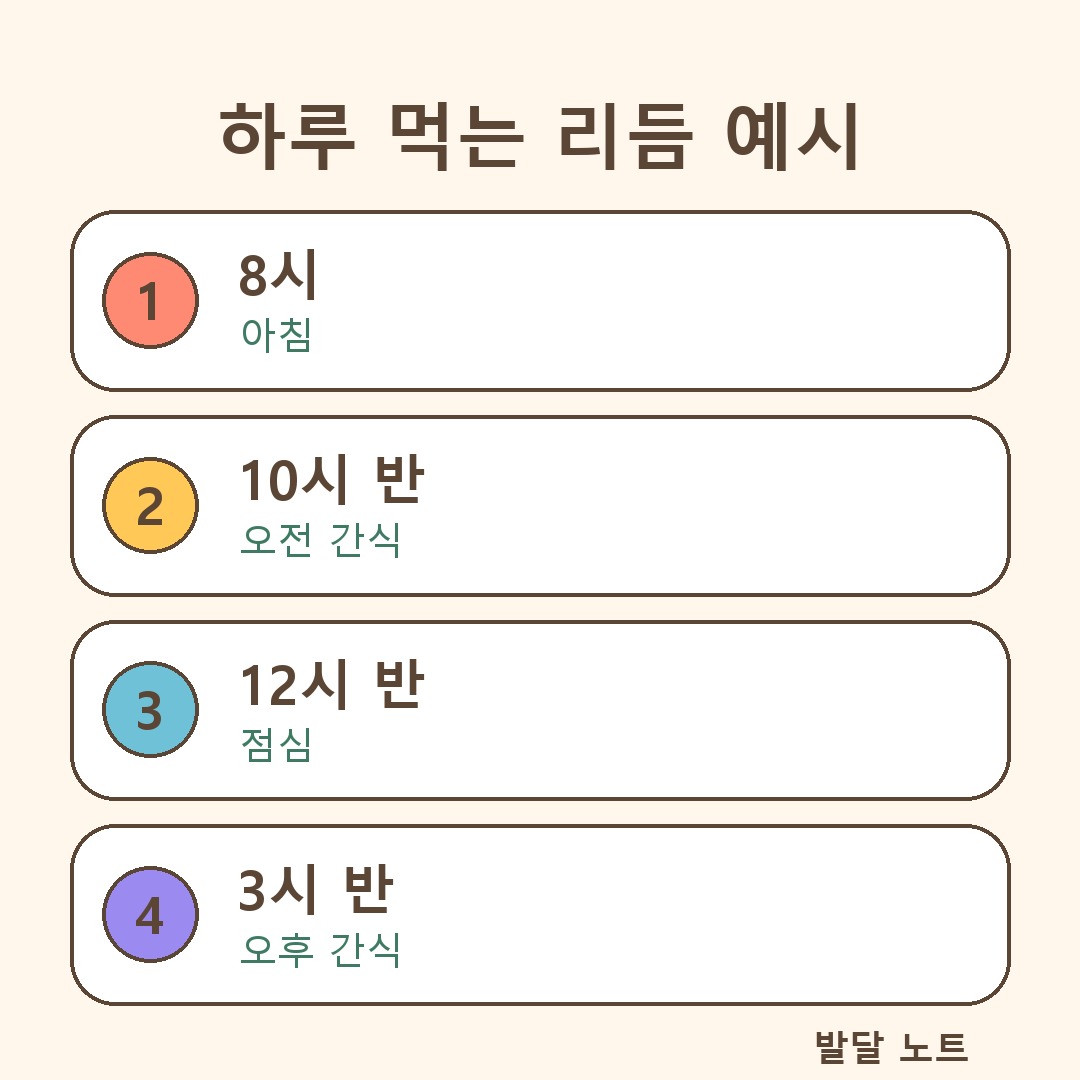 하루 먹는 리듬 예시
1
8시
아침
2
10시 반
오전 간식
3
12시 반
점심
4
3시 반
오후 간식
발달 노트